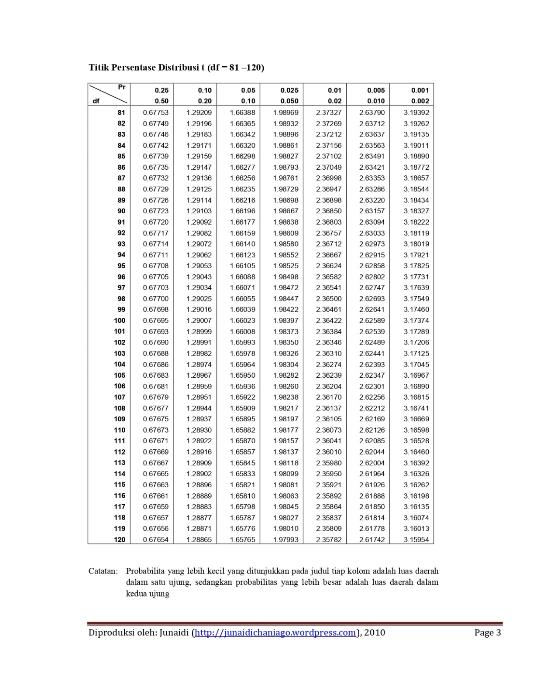 Titik Persentase Distribusi t (df = 81 –120)
Pr 0.25 0.10 0.05 0.025 0.01 0.005 0.001
df 0.50 0.20 0.10 0.050 0.02 0.010 0.002
81 0.67753 1.29209 1.66388 1.98969 2.37327 2.63790 3.19392
82 0.67749 1.29196 1.66365 1.98932 2.37269 2.63712 3.19262
83 0.67746 1.29183 1.66342 1.98896 2.37212 2.63637 3.19135
84 0.67742 1.29171 1.66320 1.98861 2.37156 2.63563 3.19011
85 0.67739 1.29159 1.66298 1.98827 2.37102 2.63491 3.18890
86 0.67735 1.29147 1.66277 1.98793 2.37049 2.63421 3.18772
87 0.67732 1.29136 1.66256 1.98761 2.36998 2.63353 3.18657
88 0.67729 1.29125 1.66235 1.98729 2.36947 2.63286 3.18544
89 0.67726 1.29114 1.66216 1.98698 2.36898 2.63220 3.18434
90 0.67723 1.29103 1.66196 1.98667 2.36850 2.63157 3.18327
91 0.67720 1.29092 1.66177 1.98638 2.36803 2.63094 3.18222
92 0.67717 1.29082 1.66159 1.98609 2.36757 2.63033 3.18119
93 0.67714 1.29072 1.66140 1.98580 2.36712 2.62973 3.18019
94 0.67711 1.29062 1.66123 1.98552 2.36667 2.62915 3.17921
95 0.67708 1.29053 1.66105 1.98525 2.36624 2.62858 3.17825
96 0.67705 1.29043 1.66088 1.98498 2.36582 2.62802 3.17731
97 0.67703 1.29034 1.66071 1.98472 2.36541 2.62747 3.17639
98 0.67700 1.29025 1.66055 1.98447 2.36500 2.62693 3.17549
99 0.67698 1.29016 1.66039 1.98422 2.36461 2.62641 3.17460
100 0.67695 1.29007 1.66023 1.98397 2.36422 2.62589 3.17374
101 0.67693 1.28999 1.66008 1.98373 2.36384 2.62539 3.17289
102 0.67690 1.28991 1.65993 1.98350 2.36346 2.62489 3.17206
103 0.67688 1.28982 1.65978 1.98326 2.36310 2.62441 3.17125
104 0.67686 1.28974 1.65964 1.98304 2.36274 2.62393 3.17045
105 0.67683 1.28967 1.65950 1.98282 2.36239 2.62347 3.16967
106 0.67681 1.28959 1.65936 1.98260 2.36204 2.62301 3.16890
107 0.67679 1.28951 1.65922 1.98238 2.36170 2.62256 3.16815
108 0.67677 1.28944 1.65909 1.98217 2.36137 2.62212 3.16741
109 0.67675 1.28937 1.65895 1.98197 2.36105 2.62169 3.16669
110 0.67673 1.28930 1.65882 1.98177 2.36073 2.62126 3.16598
111 0.67671 1.28922 1.65870 1.98157 2.36041 2.62085 3.16528
112 0.67669 1.28916 1.65857 1.98137 2.36010 2.62044 3.16460
113 0.67667 1.28909 1.65845 1.98118 2.35980 2.62004 3.16392
114 0.67665 1.28902 1.65833 1.98099 2.35950 2.61964 3.16326
115 0.67663 1.28896 1.65821 1.98081 2.35921 2.61926 3.16262
116 0.67661 1.28889 1.65810 1.98063 2.35892 2.61888 3.16198
117 0.67659 1.28883 1.65798 1.98045 2.35864 2.61850 3.16135
118 0.67657 1.28877 1.65787 1.98027 2.35837 2.61814 3.16074
119 0.67656 1.28871 1.65776 1.98010 2.35809 2.61778 3.16013
120 0.67654 1.28865 1.65765 1.97993 2.35782 2.61742 3.15954
Catatan: Probabilita yang lebih kecil yang ditunjukkan pada judul tiap kolom adalah luas daerah
dalam satu ujung, sedangkan probabilitas yang lebih besar adalah luas daerah dalam
kedua ujung
Diproduksi oleh: Junaidi (http://junaidichaniago.wordpress.com), 2010 Page 3